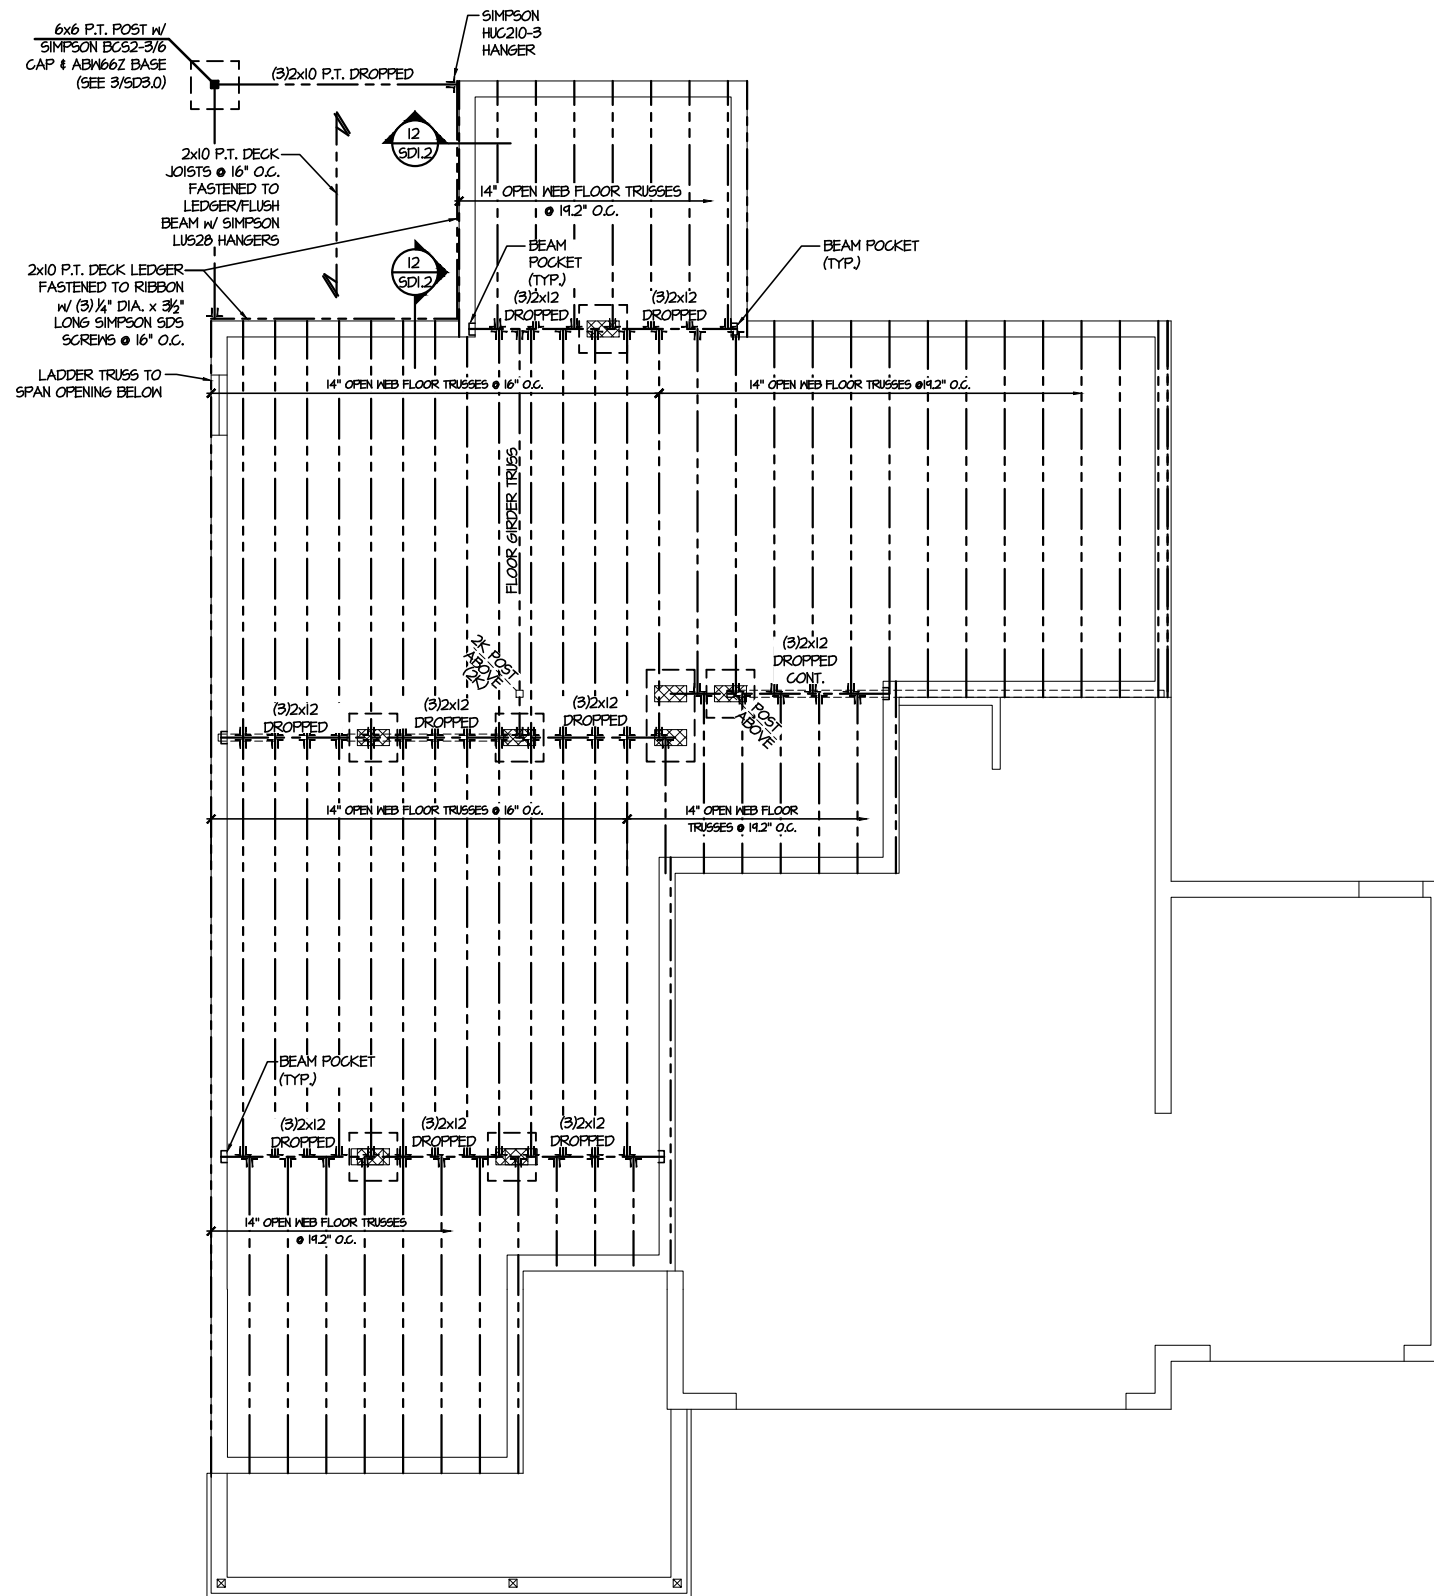 6x6 P.T. POST W/
SIMPSON BCS2-3/6
CAP & ABW66Z BASE
(SEE 3/SD3.0)
(3)2x10 P.T. DROPPED
SIMPSON
HUC210-3
HANGER
12
SD1.2
2x10 P.T. DECK
JOISTS @ 16" O.C.
FASTENED TO
LEDGER/FLUSH
BEAM W/ SIMPSON
LUS28 HANGERS
14" OPEN WEB FLOOR TRUSSES
@ 19.2" O.C.
12
SD1.2
BEAM
POCKET
(TYP.)
BEAM POCKET
(TYP.)
2x10 P.T. DECK LEDGER
FASTENED TO RIBBON
W/ (3) 1/4" DIA. x 3 1/2"
LONG SIMPSON SDS
SCREWS @ 16" O.C.
(3)2x12
DROPPED
(3)2x12
DROPPED
LADDER TRUSS TO
SPAN OPENING BELOW
14" OPEN WEB FLOOR TRUSSES @ 16" O.C.
14" OPEN WEB FLOOR TRUSSES @19.2" O.C.
FLOOR GIRDER TRUSS
2K POST
ABOVE
(2K)
(3)2x12
DROPPED
CONT.
(3)2x12
DROPPED
(3)2x12
DROPPED
(3)2x12
DROPPED
POST
ABOVE
14" OPEN WEB FLOOR TRUSSES @ 16" O.C.
14" OPEN WEB FLOOR
TRUSSES @ 19.2" O.C.
BEAM POCKET
(TYP.)
(3)2x12
DROPPED
(3)2x12
DROPPED
(3)2x12
DROPPED
14" OPEN WEB FLOOR TRUSSES
@ 19.2" O.C.